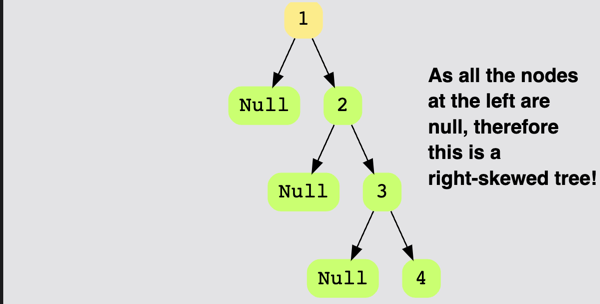 1
Null
2
As all the nodes
at the left are
null, therefore
this is a
right-skewed tree!
Null
3
Null
4